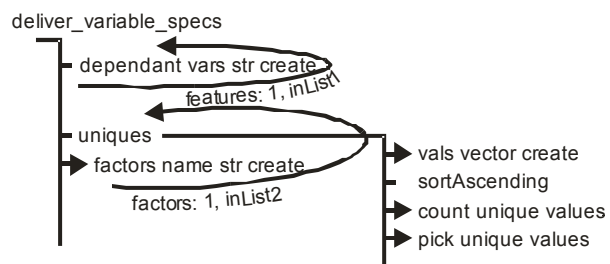 deliver_variable_specs
dependant vars str create
features: 1, inList1
uniques
factors name str create
factors: 1, inList2
vals vector create
sortAscending
count unique values
pick unique values